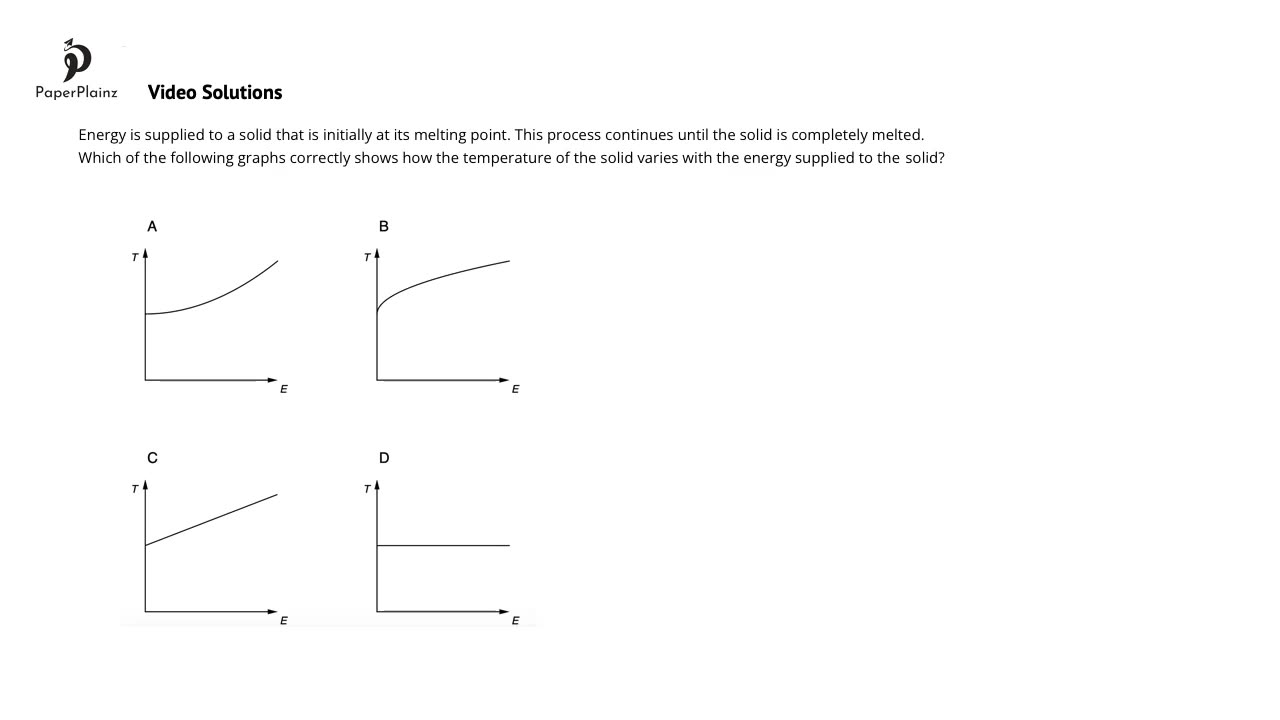 PaperPlainz
Video Solutions
Energy is supplied to a solid that is initially at its melting point. This process continues until the solid is completely melted.
Which of the following graphs correctly shows how the temperature of the solid varies with the energy supplied to the solid?
A
T
E
B
T
E
C
T
E
D
T
E